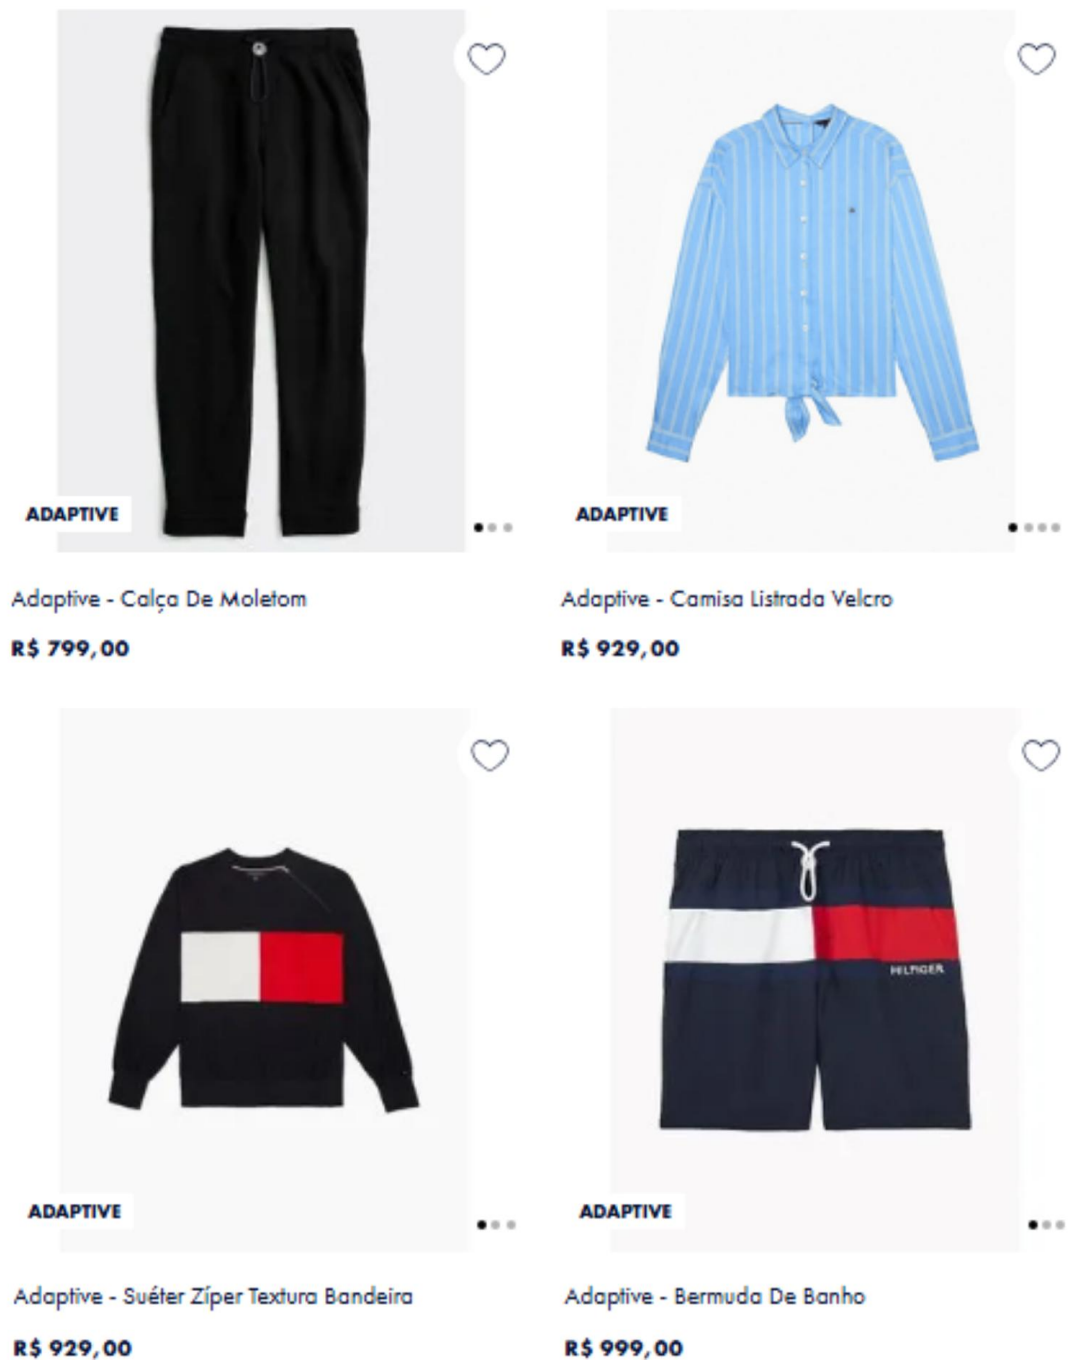 ADAPTIVE
ADAPTIVE
Adaptive - Calça De Moletom
Adaptive - Camisa Listrada Velcro
R$ 799,00
R$ 929,00
HILFIGER
ADAPTIVE
ADAPTIVE
Adaptive - Suéter Zíper Textura Bandeira
Adaptive - Bermuda De Banho
R$ 929,00
R$ 999,00